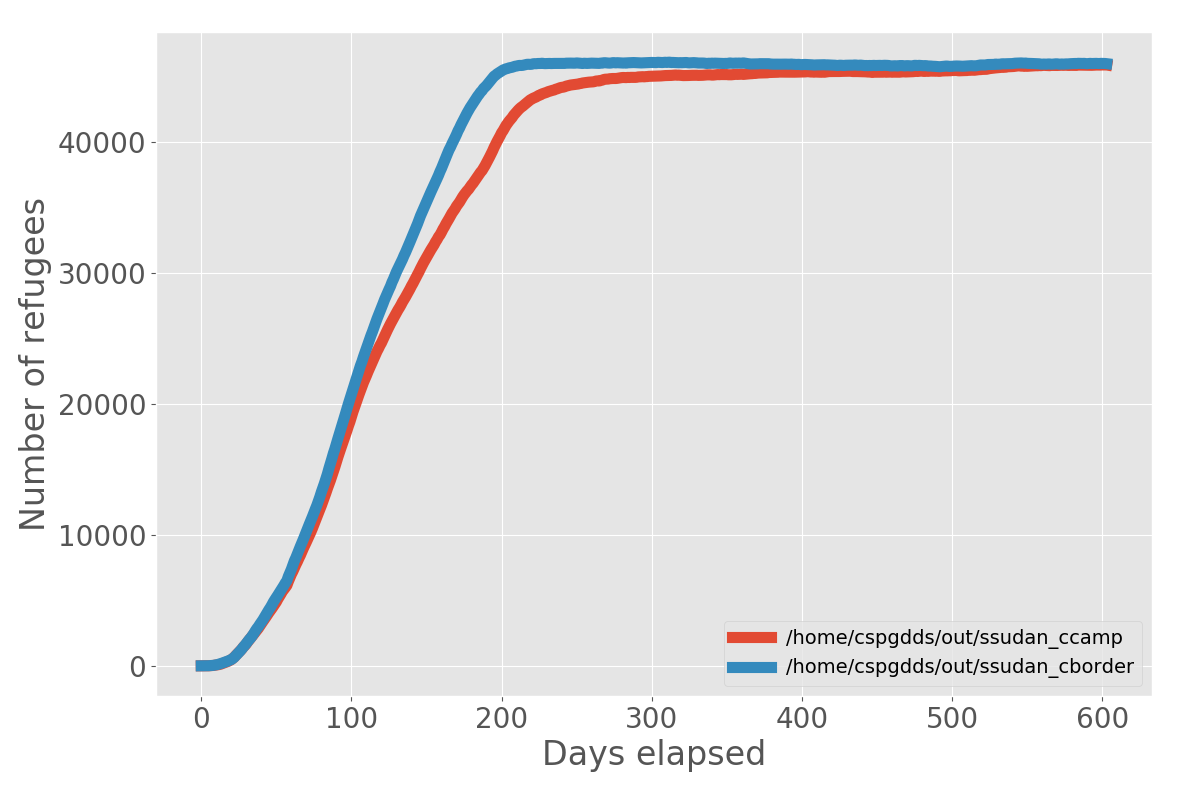 Number of refugees
40000
30000
20000
10000
0
0 100 200 300 400 500 600
Days elapsed
/home/cspgdds/out/ssudan_ccamp
/home/cspgdds/out/ssudan_cborder